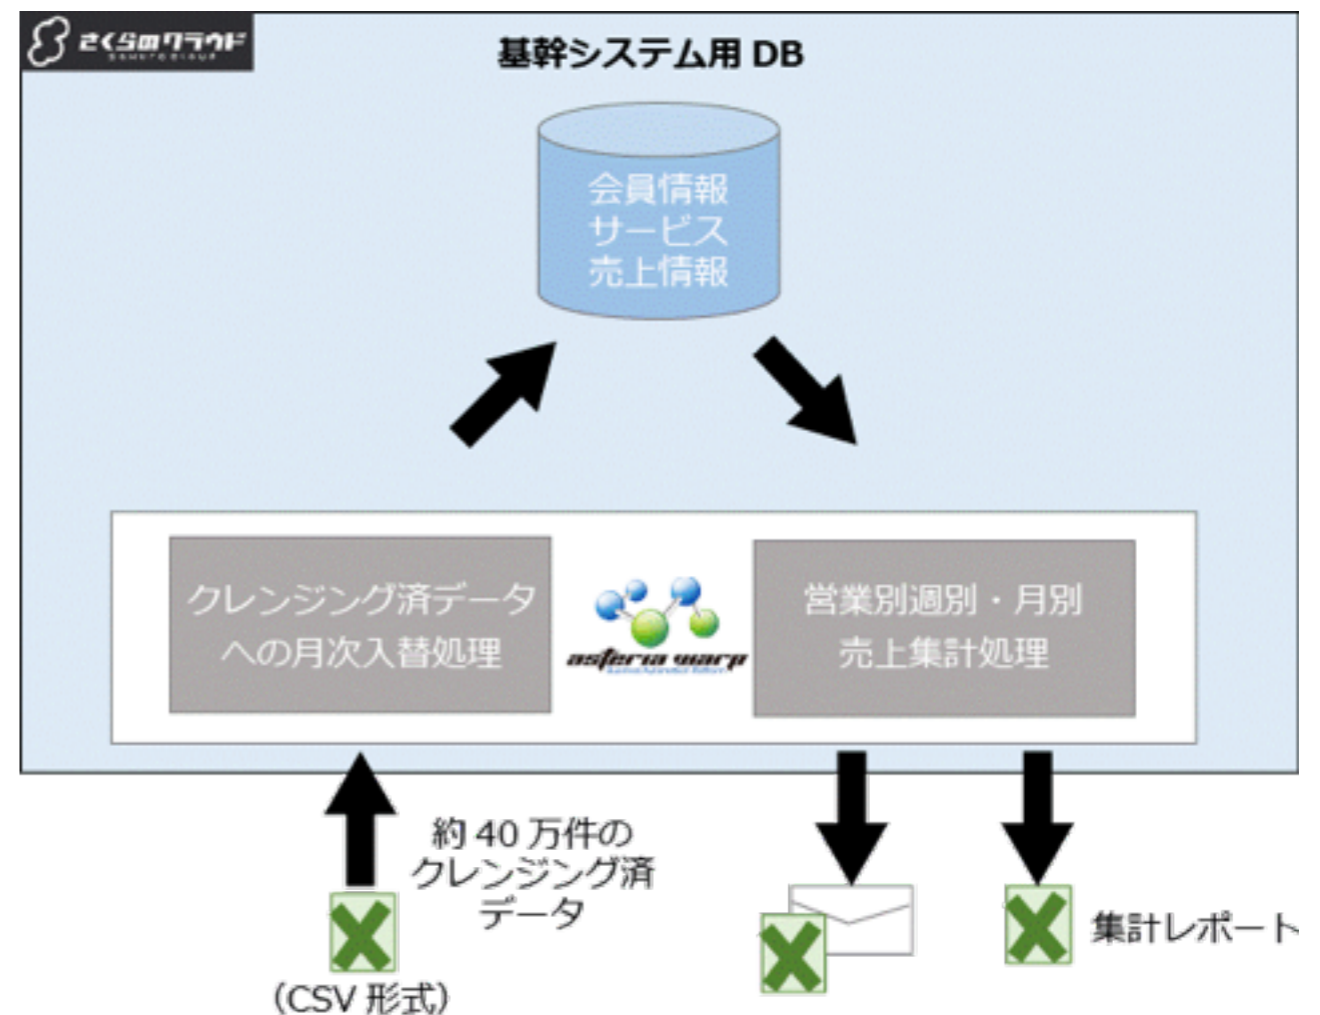 さくらのクラウド
基幹システム用 DB
会員情報
サービス
売上情報
クレンジング済データ
への月次入替処理
asteria warp
営業別週別・月別
売上集計処理
約 40 万件の
クレンジング済
データ
(CSV 形式)
集計レポート